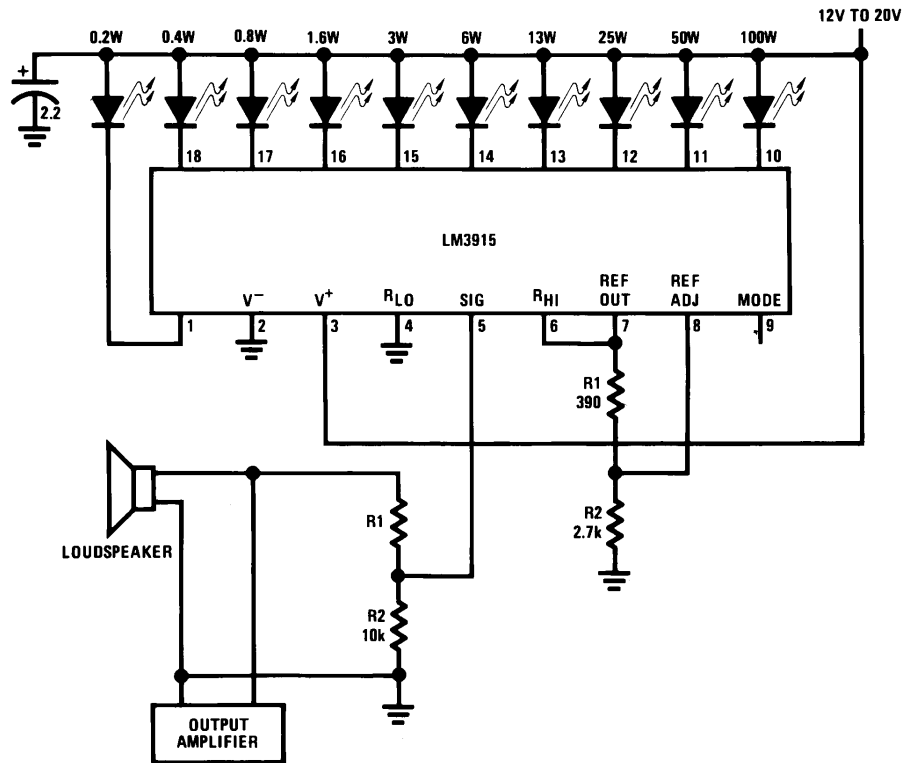 12V TO 20V
0.2W 0.4W 0.8W 1.6W 3W 6W 13W 25W 50W 100W
+
2.2
18 17 16 15 14 13 12 11 10
LM3915
V− V+ RLO SIG RHI REF OUT REF ADJ MODE
1 2 3 4 5 6 7 8 9
R1
390
R2
2.7k
LOUDSPEAKER
R1
R2
10k
OUTPUT
AMPLIFIER